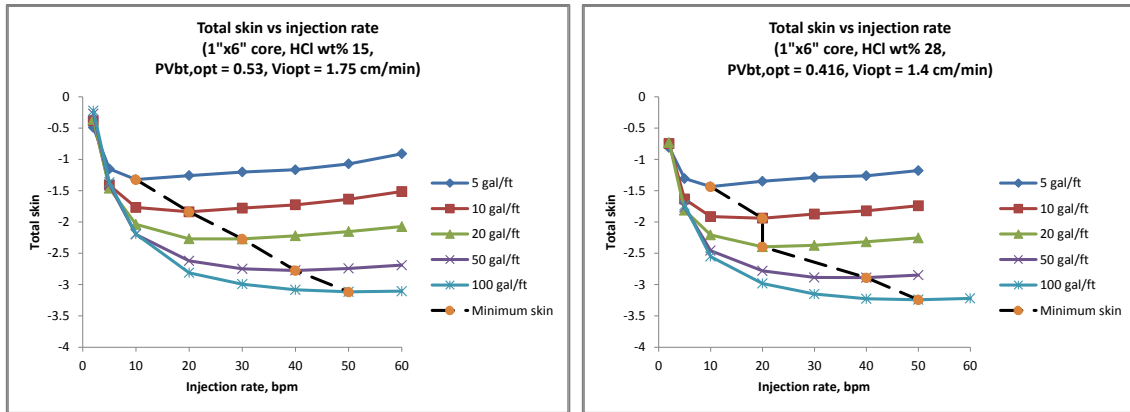 Total skin vs injection rate
(1"x6" core, HCl wt% 15,
PVbt,opt = 0.53, Viopt = 1.75 cm/min)
0
-0.5
-1
-1.5
-2
-2.5
-3
-3.5
-4
Total skin
0 10 20 30 40 50 60
Injection rate, bpm
5 gal/ft
10 gal/ft
20 gal/ft
50 gal/ft
100 gal/ft
Minimum skin
Total skin vs injection rate
(1"x6" core, HCl wt% 28,
PVbt,opt = 0.416, Viopt = 1.4 cm/min)
0
-0.5
-1
-1.5
-2
-2.5
-3
-3.5
-4
Total skin
0 10 20 30 40 50 60
Injection rate, bpm
5 gal/ft
10 gal/ft
20 gal/ft
50 gal/ft
100 gal/ft
Minimum skin